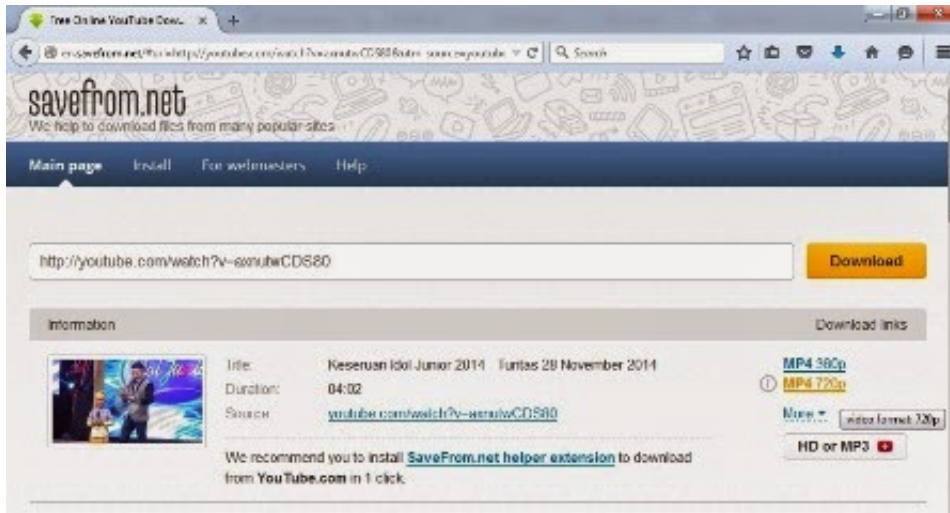 Free Online YouTube Dow...
Search
savefrom.net
We help to download files from many popular sites
Main page Install For webmasters Help
http://youtube.com/watch?v=axnutwCDS80
Download
Information Download links
Title: Keseruan Idol Junior 2014 Tuntas 28 November 2014 MP4 360p
Duration: 04:02 MP4 720p
Source: youtube.com/watch?v=axnutwCDS80 More
video format: 720p
HD or MP3
We recommend you to install SaveFrom.net helper extension to download
from YouTube.com in 1 click.